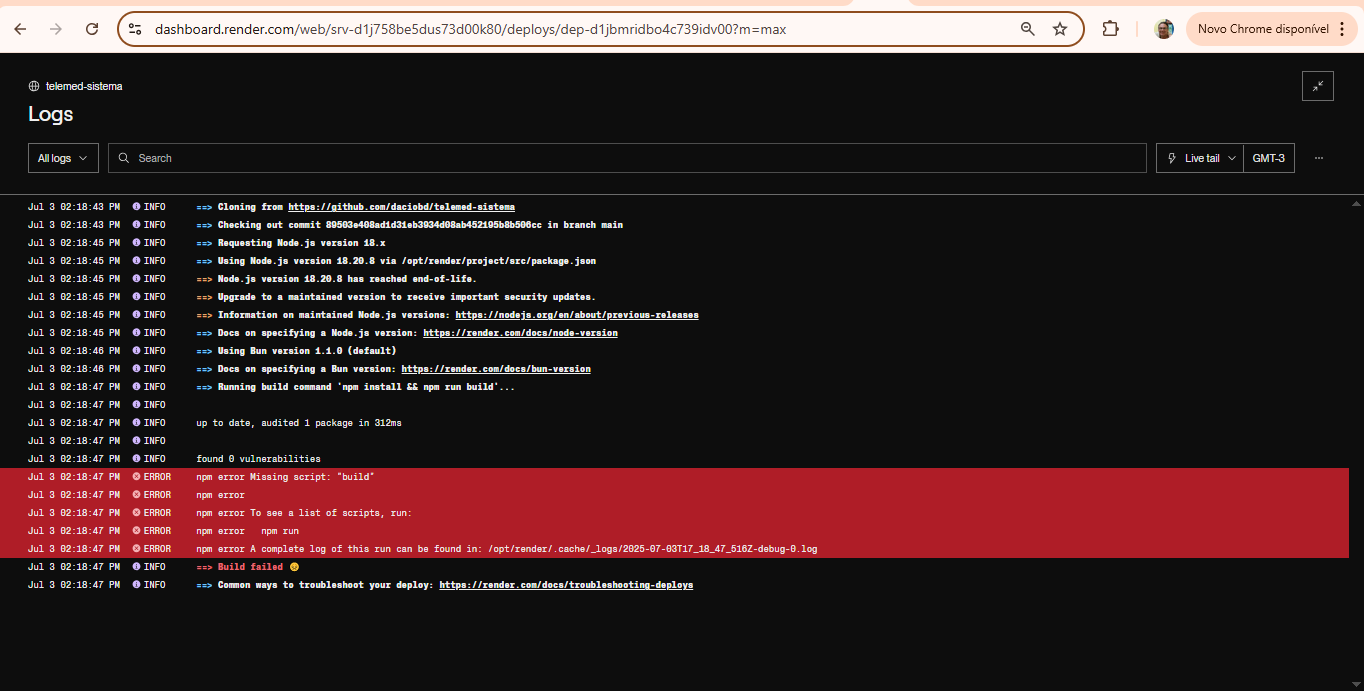 dashboard.render.com/web/srv-d1j758be5dus73d00k80/deploys/dep-d1jbmridbo4c739idv00?m=max
Novo Chrome disponível
telemed-sistema
Logs
All logs
Search
Live tail
GMT-3
Jul 3 02:18:43 PM INFO ==> Cloning from https://github.com/daciobd/telemed-sistema
Jul 3 02:18:43 PM INFO ==> Checking out commit 89503e408ad1d31eb3934d08ab452195b8b506cc in branch main
Jul 3 02:18:45 PM INFO ==> Requesting Node.js version 18.x
Jul 3 02:18:45 PM INFO ==> Using Node.js version 18.20.8 via /opt/render/project/src/package.json
Jul 3 02:18:45 PM INFO ==> Node.js version 18.20.8 has reached end-of-life.
Jul 3 02:18:45 PM INFO ==> Upgrade to a maintained version to receive important security updates.
Jul 3 02:18:45 PM INFO ==> Information on maintained Node.js versions: https://nodejs.org/en/about/previous-releases
Jul 3 02:18:45 PM INFO ==> Docs on specifying a Node.js version: https://render.com/docs/node-version
Jul 3 02:18:46 PM INFO ==> Using Bun version 1.1.0 (default)
Jul 3 02:18:46 PM INFO ==> Docs on specifying a Bun version: https://render.com/docs/bun-version
Jul 3 02:18:47 PM INFO ==> Running build command 'npm install && npm run build'...
Jul 3 02:18:47 PM INFO
Jul 3 02:18:47 PM INFO up to date, audited 1 package in 312ms
Jul 3 02:18:47 PM INFO
Jul 3 02:18:47 PM INFO found 0 vulnerabilities
Jul 3 02:18:47 PM ERROR npm error Missing script: "build"
Jul 3 02:18:47 PM ERROR npm error
Jul 3 02:18:47 PM ERROR npm error To see a list of scripts, run:
Jul 3 02:18:47 PM ERROR npm error npm run
Jul 3 02:18:47 PM ERROR npm error A complete log of this run can be found in: /opt/render/.cache/_logs/2025-07-03T17_18_47_516Z-debug-0.log
Jul 3 02:18:47 PM INFO ==> Build failed 😞
Jul 3 02:18:47 PM INFO ==> Common ways to troubleshoot your deploy: https://render.com/docs/troubleshooting-deploys